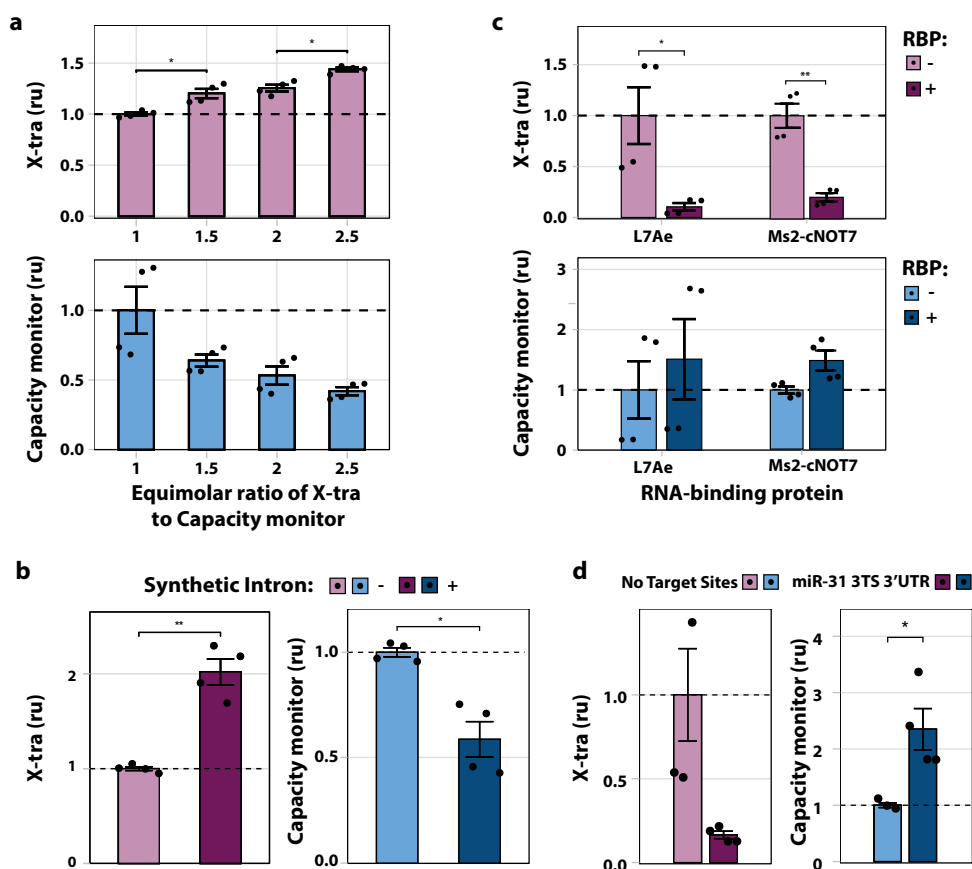 a
X-tra (ru)
1.5
1.0
0.5
0.0
*
*
1 1.5 2 2.5
Capacity monitor (ru)
1.0
0.5
0.0
1 1.5 2 2.5
Equimolar ratio of X-tra
to Capacity monitor
c
X-tra (ru)
1.5
1.0
0.5
0.0
*
**
L7Ae Ms2-cNOT7
RBP:
-
+
Capacity monitor (ru)
3
2
1
0
L7Ae Ms2-cNOT7
RNA-binding protein
RBP:
-
+
b
Synthetic Intron: - +
X-tra (ru)
2
1
0
**
Capacity monitor (ru)
1.0
0.5
0.0
*
d
No Target Sites miR-31 3TS 3’UTR
X-tra (ru)
1.0
0.5
0
Capacity monitor (ru)
4
3
2
1
0
*